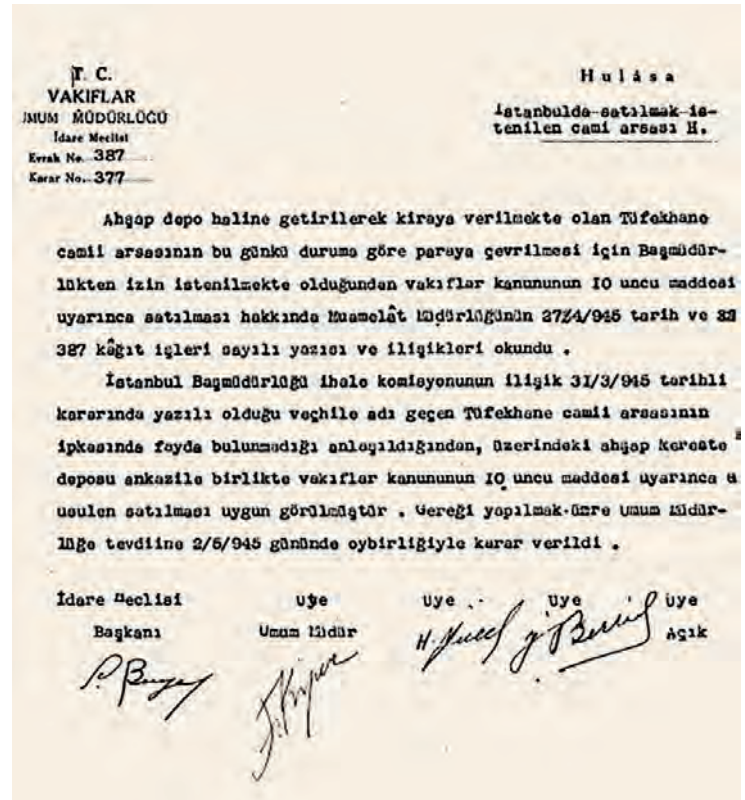 T. C.
VAKIFLAR
UMUM MÜDÜRLÜĞÜ
İdare Meclisi
Evrak No. 387
Karar No. 377
Hulâsa
İstanbulda satılmak is-
tenilen cami arsası H.
Ahşap depo haline getirilerek kiraya verilmekte olan Tüfekhane
camii arsasının bu günkü duruma göre paraya çevrilmesi için Başmüdür-
lükten izin istenilmekte olduğundan vakıflar kanununun IO uncu maddesi
uyarınca satılması hakkında Muamelât Müdürlüğünün 27/4/945 tarih ve
387 kâğıt işleri sayılı yazısı ve ilişikleri okundu .
İstanbul Başmüdürlüğü ihale komisyonunun ilişik 31/3/945 tarihli
kararında yazılı olduğu veçhile adı geçen Tüfekhane camii arsasının
ipkasında fayda bulunmadığı anlaşıldığından, üzerindeki ahşap kereste
deposu ankazile birlikte vakıflar kanununun IO uncu maddesi uyarınca
usulen satılması uygun görülmüştür . Gereği yapılmak üzre Umum Müdür-
lüğe tevdiine 2/5/945 gününde oybirliğiyle karar verildi .
İdare Meclisi Üye Üye Üye Üye
Başkanı Umum Müdür Açık